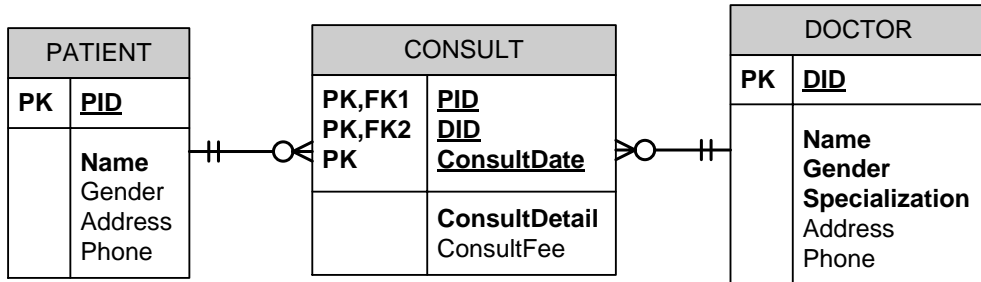 PATIENT
PK PID
Name
Gender
Address
Phone
CONSULT
PK,FK1 PID
PK,FK2 DID
PK ConsultDate
ConsultDetail
ConsultFee
DOCTOR
PK DID
Name
Gender
Specialization
Address
Phone